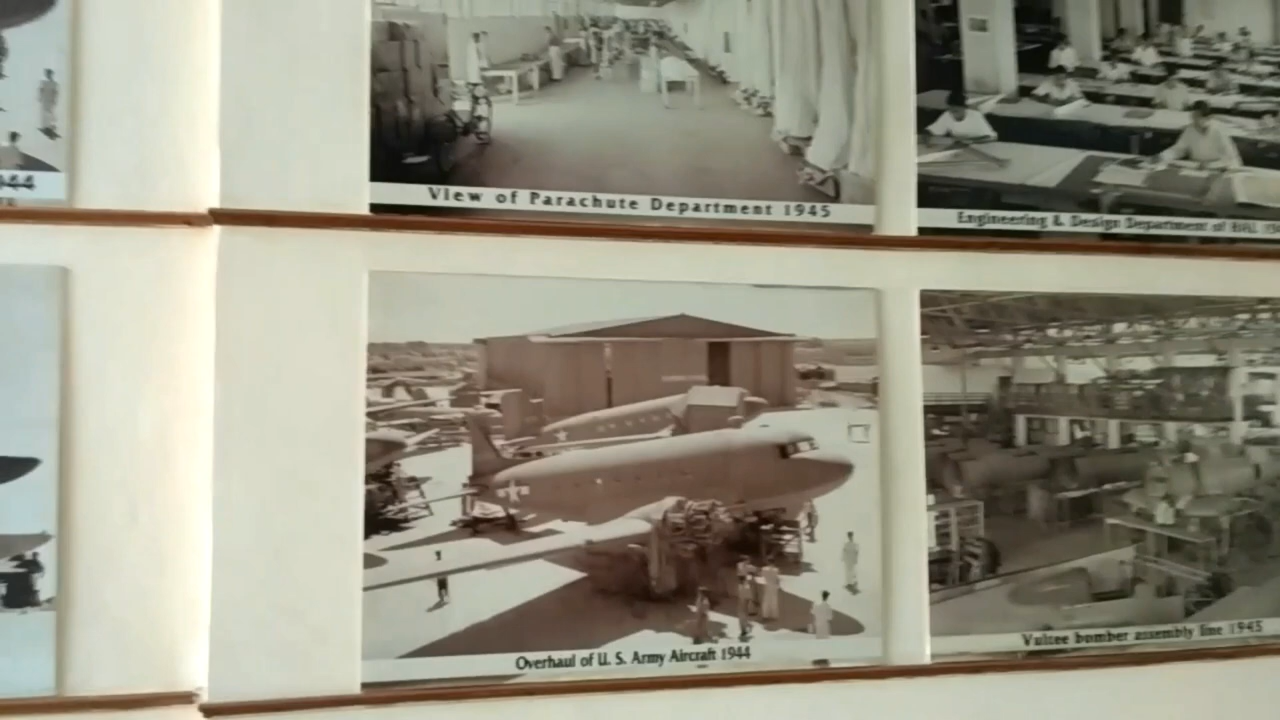 944
View of Parachute Department 1945
Engineering & Design Department of HAL
Overhaul of U. S. Army Aircraft 1944
Vultee bomber assembly line 1945